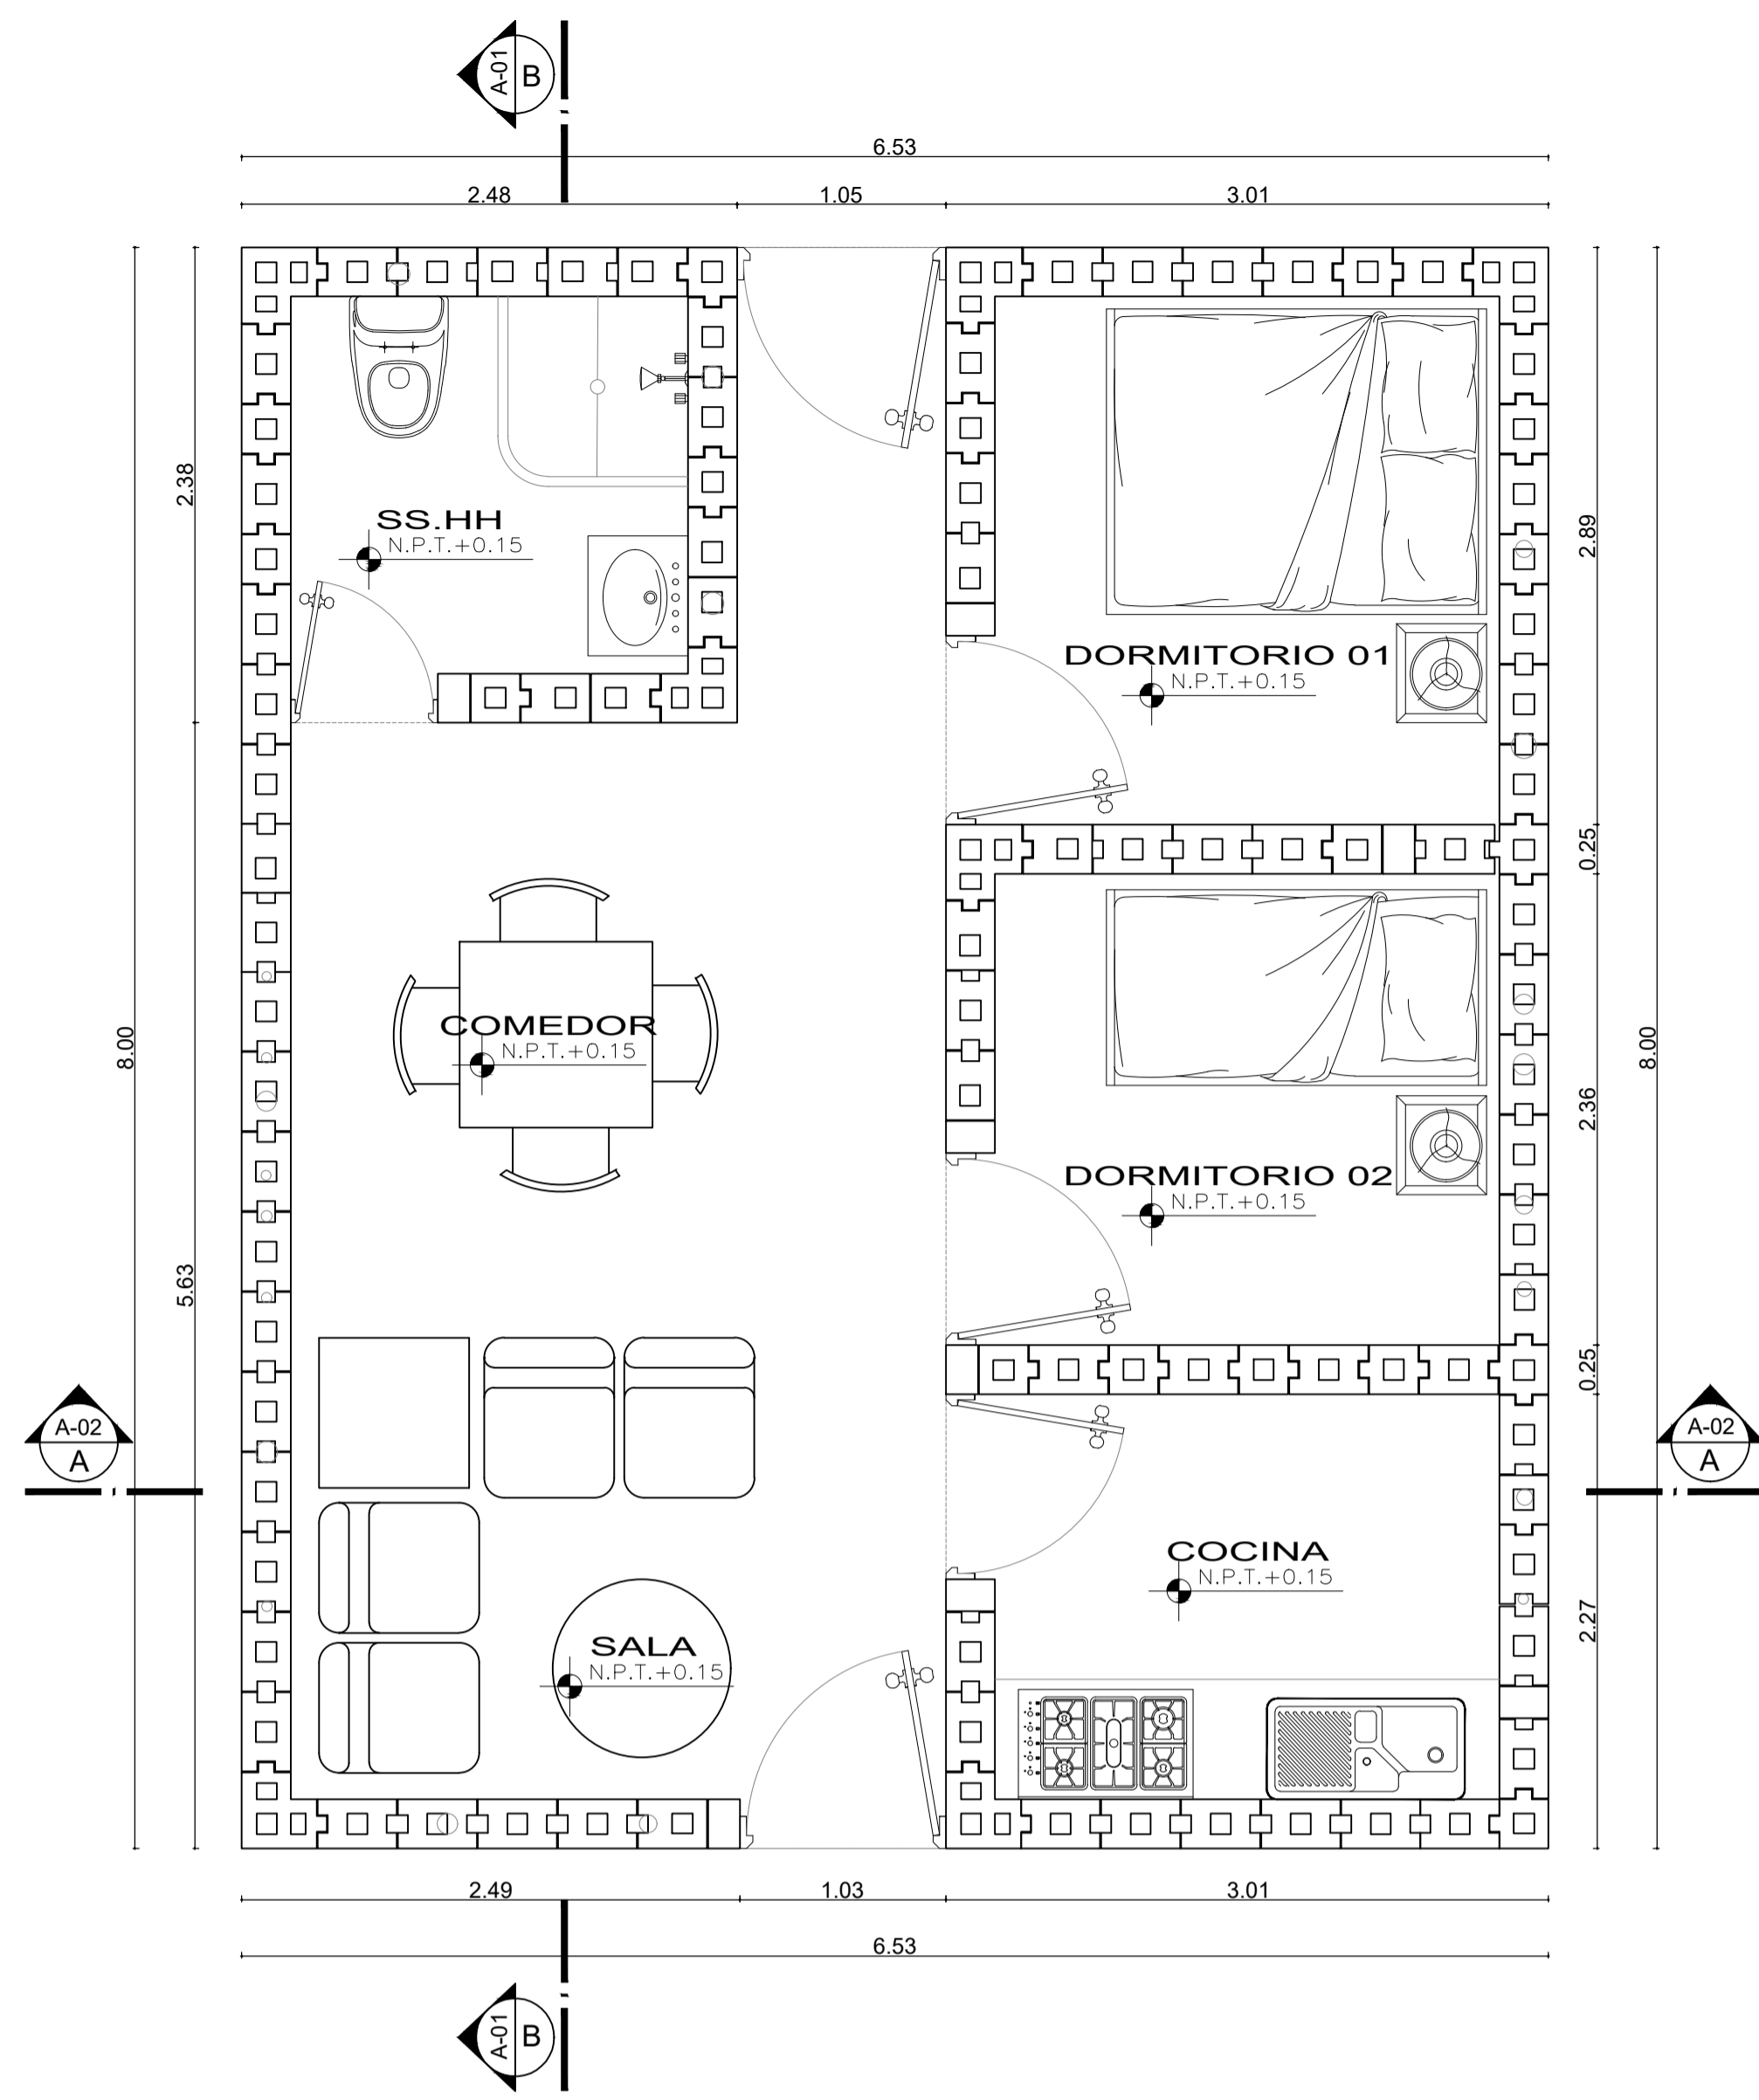 A-01
B
6.53
2.48
1.05
3.01
2.38
SS.HH
N.P.T.+0.15
2.89
DORMITORIO 01
N.P.T.+0.15
0.25
8.00
COMEDOR
N.P.T.+0.15
8.00
2.36
DORMITORIO 02
N.P.T.+0.15
5.63
0.25
A-02
A
A-02
A
COCINA
N.P.T.+0.15
2.27
SALA
N.P.T.+0.15
2.49
1.03
3.01
6.53
A-01
B